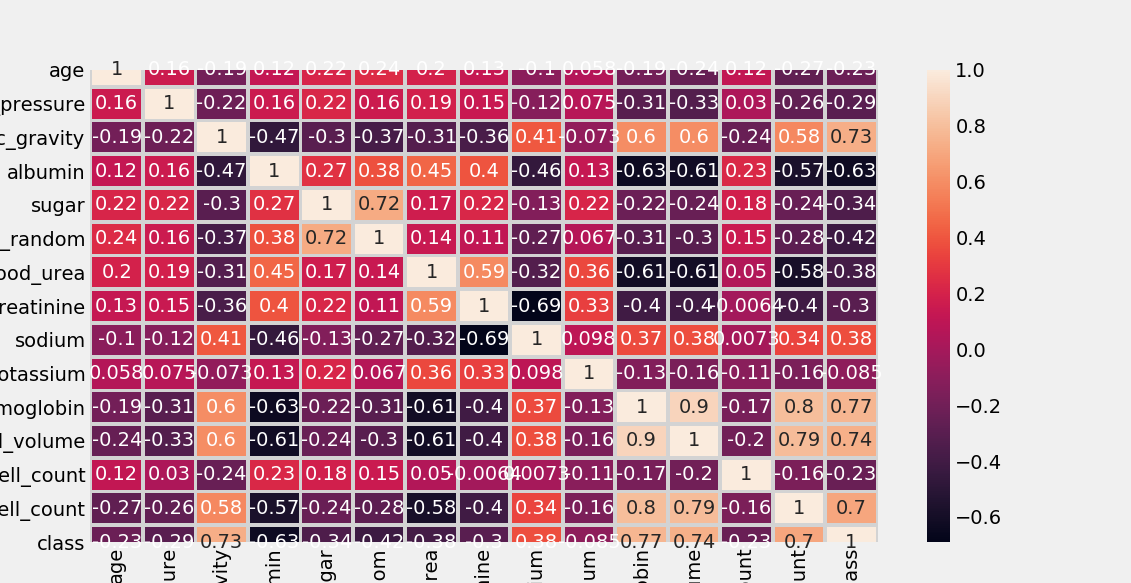 age 1 0.16 -0.19 0.12 0.22 0.24 0.2 0.13 -0.1 0.058 -0.19 -0.24 0.12 -0.27 -0.23 1.0
pressure 0.16 1 -0.22 0.16 0.22 0.16 0.19 0.15 -0.12 0.075 -0.31 -0.33 0.03 -0.26 -0.29
c_gravity -0.19 -0.22 1 -0.47 -0.3 -0.37 -0.31 -0.36 0.41 -0.073 0.6 0.6 -0.24 0.58 0.73 0.8
albumin 0.12 0.16 -0.47 1 0.27 0.38 0.45 0.4 -0.46 0.13 -0.63 -0.61 0.23 -0.57 -0.63
sugar 0.22 0.22 -0.3 0.27 1 0.72 0.17 0.22 -0.13 0.22 -0.22 -0.24 0.18 -0.24 -0.34 0.6
_random 0.24 0.16 -0.37 0.38 0.72 1 0.14 0.11 -0.27 0.067 -0.31 -0.3 0.15 -0.28 -0.42 0.4
ood_urea 0.2 0.19 -0.31 0.45 0.17 0.14 1 0.59 -0.32 0.36 -0.61 -0.61 0.05 -0.58 -0.38
reatinine 0.13 0.15 -0.36 0.4 0.22 0.11 0.59 1 -0.69 0.33 -0.4 -0.4 -0.0064 -0.4 -0.3 0.2
sodium -0.1 -0.12 0.41 -0.46 -0.13 -0.27 -0.32 -0.69 1 0.098 0.37 0.38 0.0073 0.34 0.38 0.0
otassium 0.058 0.075 -0.073 0.13 0.22 0.067 0.36 0.33 0.098 1 -0.13 -0.16 -0.11 -0.16 -0.085
moglobin -0.19 -0.31 0.6 -0.63 -0.22 -0.31 -0.61 -0.4 0.37 -0.13 1 0.9 -0.17 0.8 0.77 −0.2
l_volume -0.24 -0.33 0.6 -0.61 -0.24 -0.3 -0.61 -0.4 0.38 -0.16 0.9 1 -0.2 0.79 0.74
ell_count 0.12 0.03 -0.24 0.23 0.18 0.15 0.05 -0.0064 0.0073 -0.11 -0.17 -0.2 1 -0.16 -0.23 −0.4
ell_count -0.27 -0.26 0.58 -0.57 -0.24 -0.28 -0.58 -0.4 0.34 -0.16 0.8 0.79 -0.16 1 0.7 −0.6
class -0.23 -0.29 0.73 -0.63 -0.34 -0.42 -0.38 -0.3 0.38 -0.085 0.77 0.74 -0.23 0.7 1
age ure vity min gar om rea nine um um obin ume ount ount lass